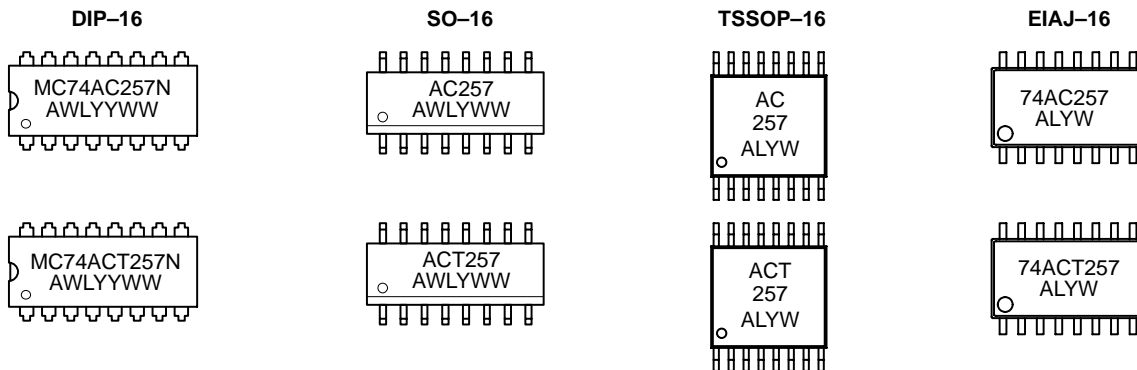 DIP–16
SO–16
TSSOP–16
EIAJ–16
MC74AC257N
AWLYYWW
AC257
AWLYWW
AC
257
ALYW
74AC257
ALYW
MC74ACT257N
AWLYYWW
ACT257
AWLYWW
ACT
257
ALYW
74ACT257
ALYW